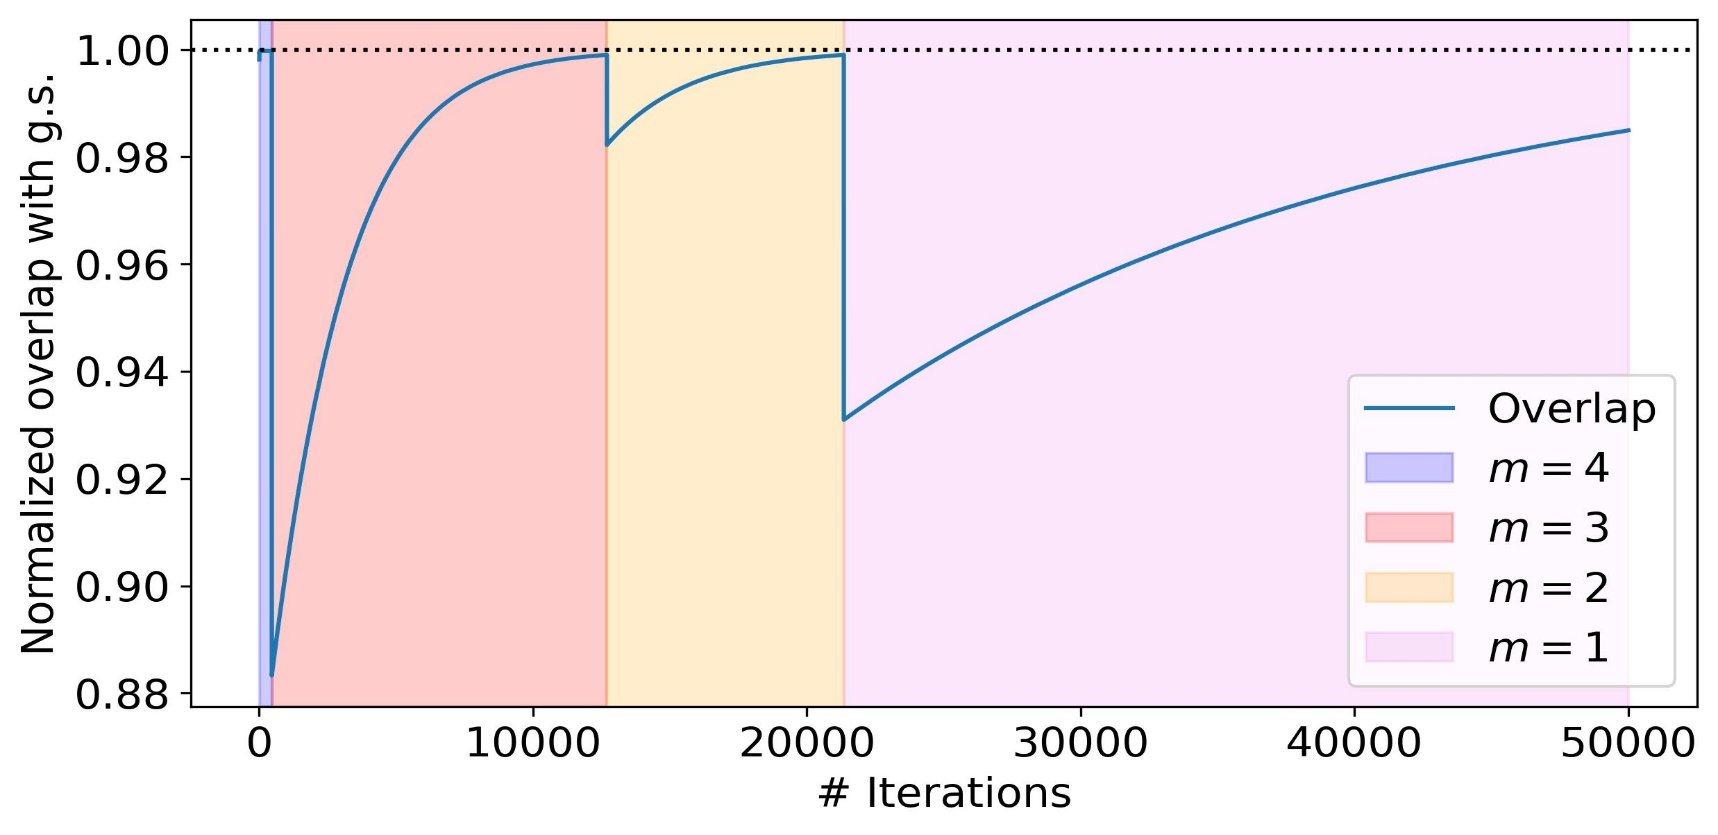 Normalized overlap with g.s.
1.00
0.98
0.96
0.94
0.92
0.90
0.88
Overlap
m = 4
m = 3
m = 2
m = 1
0 10000 20000 30000 40000 50000
# Iterations